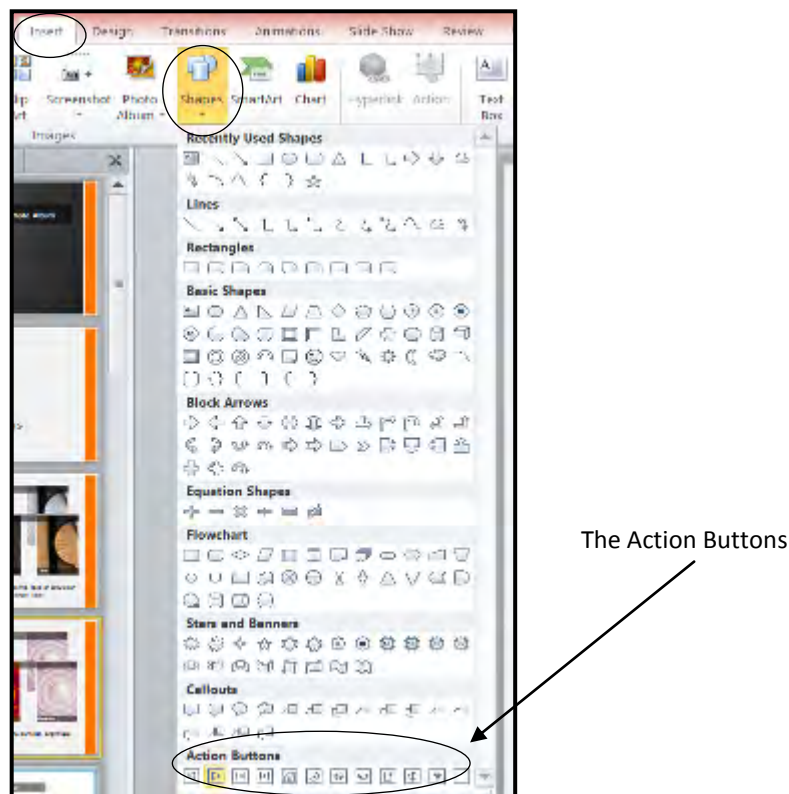 Insert Design Transitions Animations Slide Show Review
Screenshot Photo Album Shapes SmartArt Chart Hyperlink Action Text Box
Images
Recently Used Shapes
Lines
Rectangles
Basic Shapes
Block Arrows
Equation Shapes
Flowchart
The Action Buttons
Stars and Banners
Callouts
Action Buttons